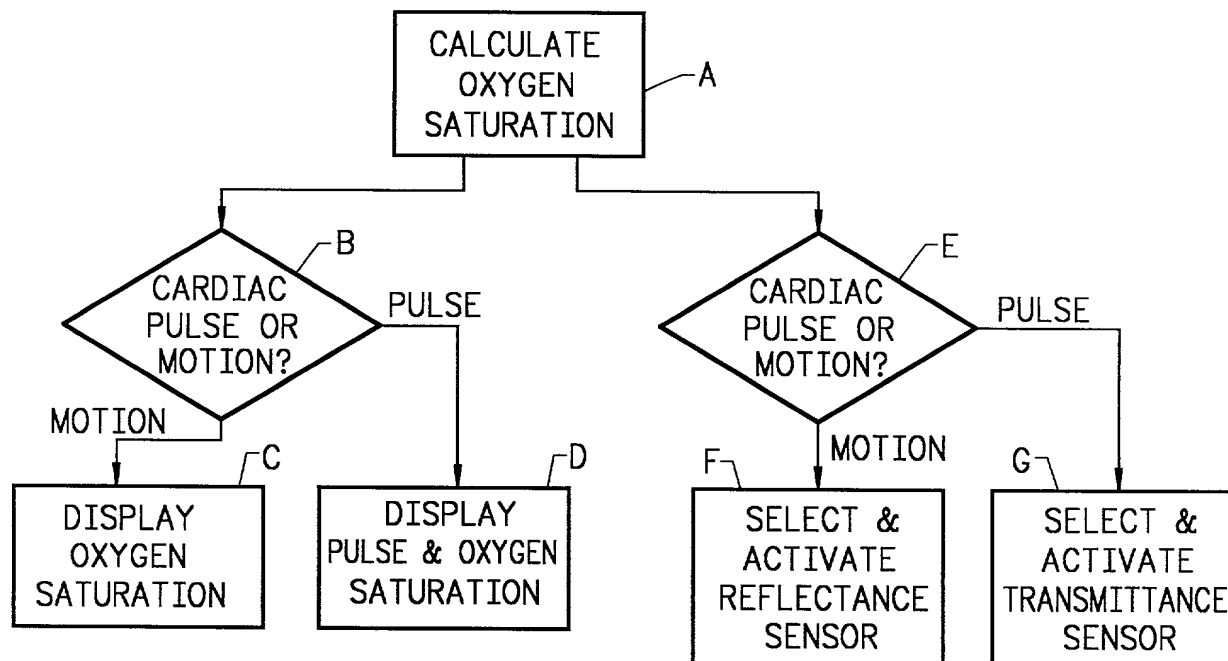 CALCULATE
OXYGEN
SATURATION
A
B
CARDIAC
PULSE OR
MOTION?
PULSE
MOTION
E
CARDIAC
PULSE OR
MOTION?
PULSE
MOTION
C
DISPLAY
OXYGEN
SATURATION
D
DISPLAY
PULSE & OXYGEN
SATURATION
F
SELECT &
ACTIVATE
REFLECTANCE
SENSOR
G
SELECT &
ACTIVATE
TRANSMITTANCE
SENSOR